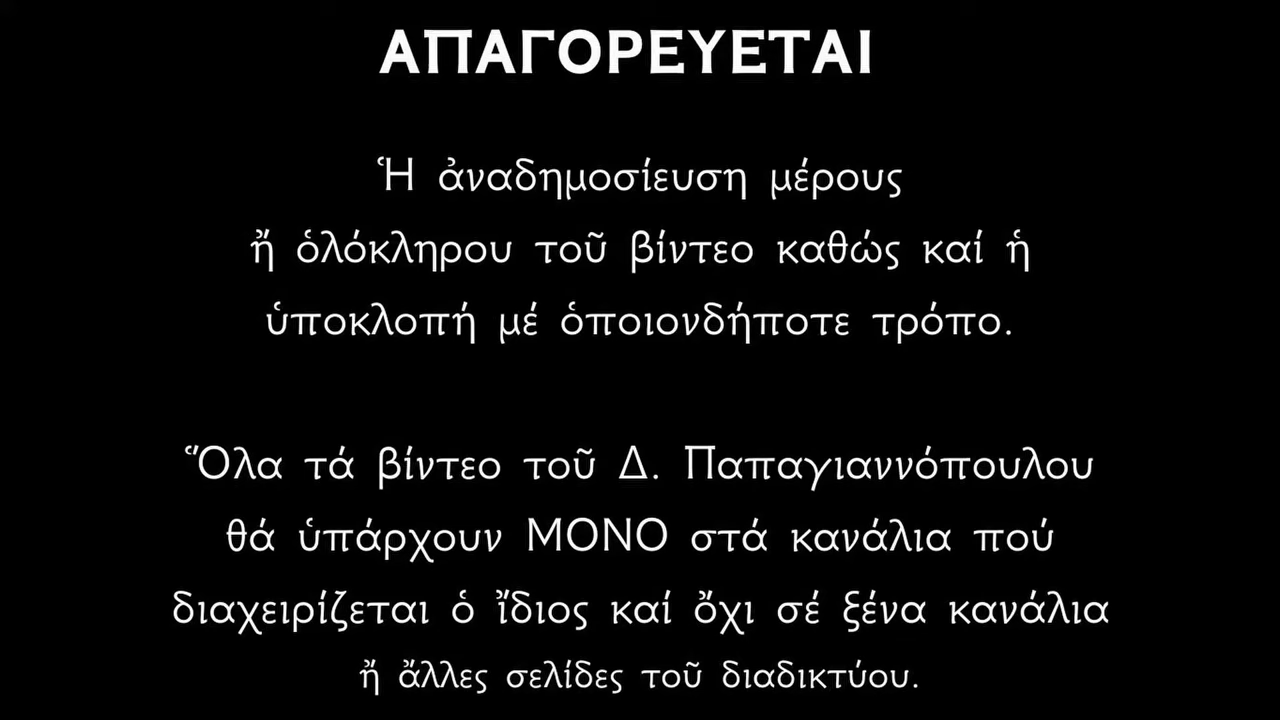 ΑΠΑΓΟΡΕΥΕΤΑΙ
Ἡ ἀναδημοσίευση μέρους
ἤ ὁλόκληρου τοῦ βίντεο καθώς καί ἡ
ὑποκλοπή μέ ὁποιονδήποτε τρόπο.
Ὅλα τά βίντεο τοῦ Δ. Παπαγιαννόπουλου
θά ὑπάρχουν ΜΟΝΟ στά κανάλια πού
διαχειρίζεται ὁ ἴδιος καί ὄχι σέ ξένα κανάλια
ἤ ἄλλες σελίδες τοῦ διαδικτύου.